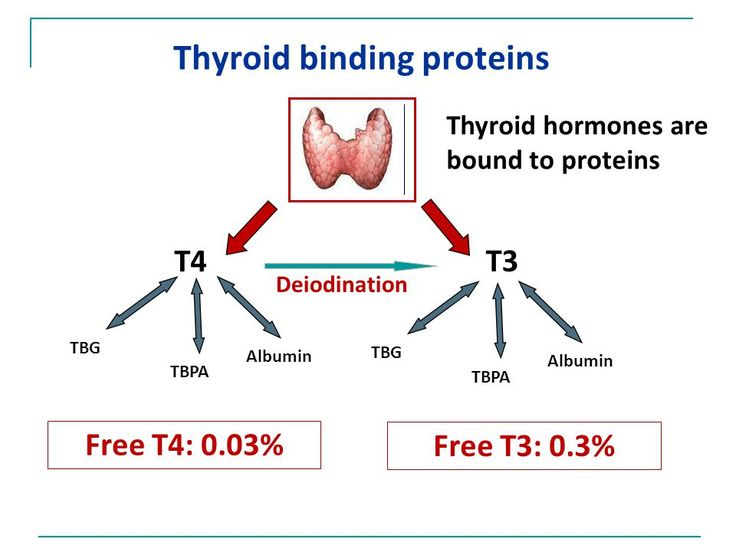 Thyroid binding proteins
Thyroid hormones are
bound to proteins
T4
T3
Deiodination
TBG
TBPA
Albumin
TBG
TBPA
Albumin
Free T4: 0.03%
Free T3: 0.3%